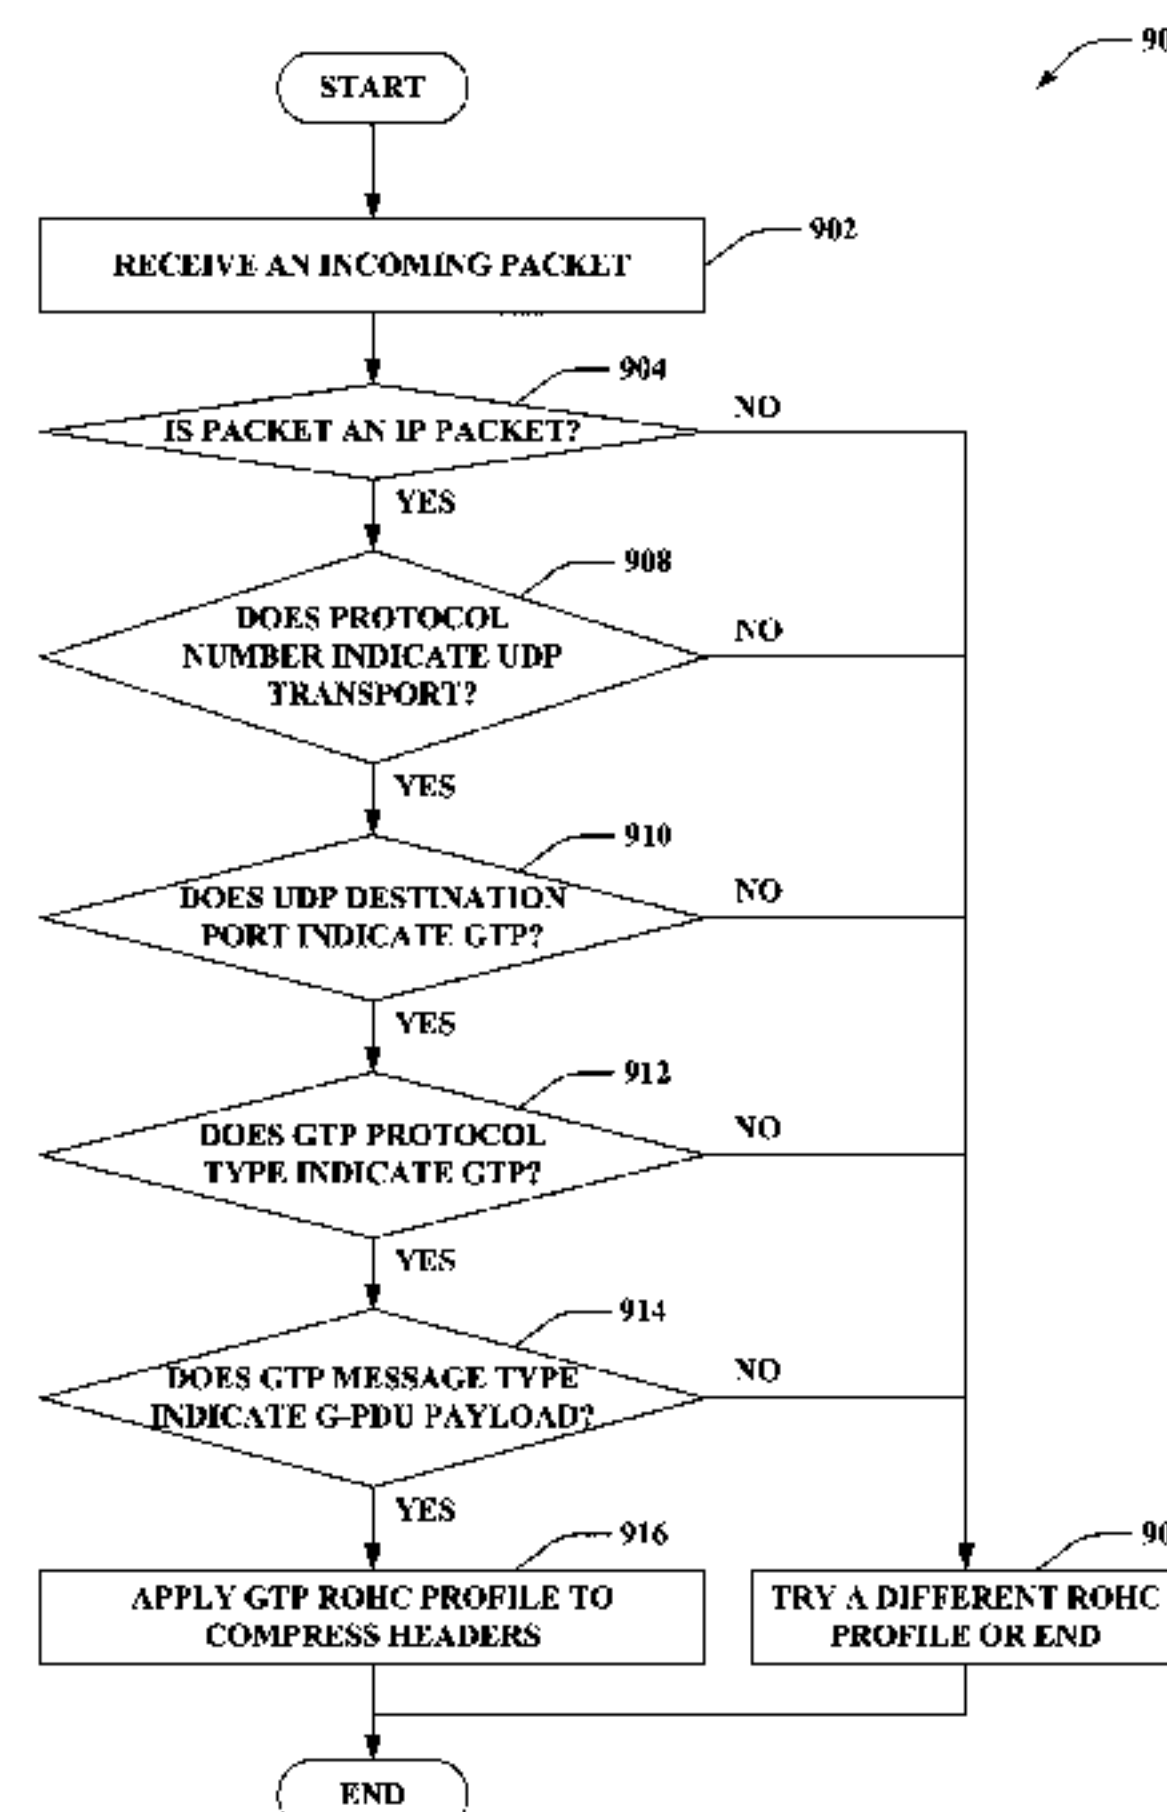 START
RECEIVE AN INCOMING PACKET
902
904
IS PACKET AN IP PACKET?
NO
YES
908
DOES PROTOCOL
NUMBER INDICATE UDP
TRANSPORT?
NO
YES
910
DOES UDP DESTINATION
PORT INDICATE GTP?
NO
YES
912
DOES GTP PROTOCOL
TYPE INDICATE GTP?
NO
YES
914
DOES GTP MESSAGE TYPE
INDICATE G-PDU PAYLOAD?
NO
YES
916
APPLY GTP ROHC PROFILE TO
COMPRESS HEADERS
TRY A DIFFERENT ROHC
PROFILE OR END
END